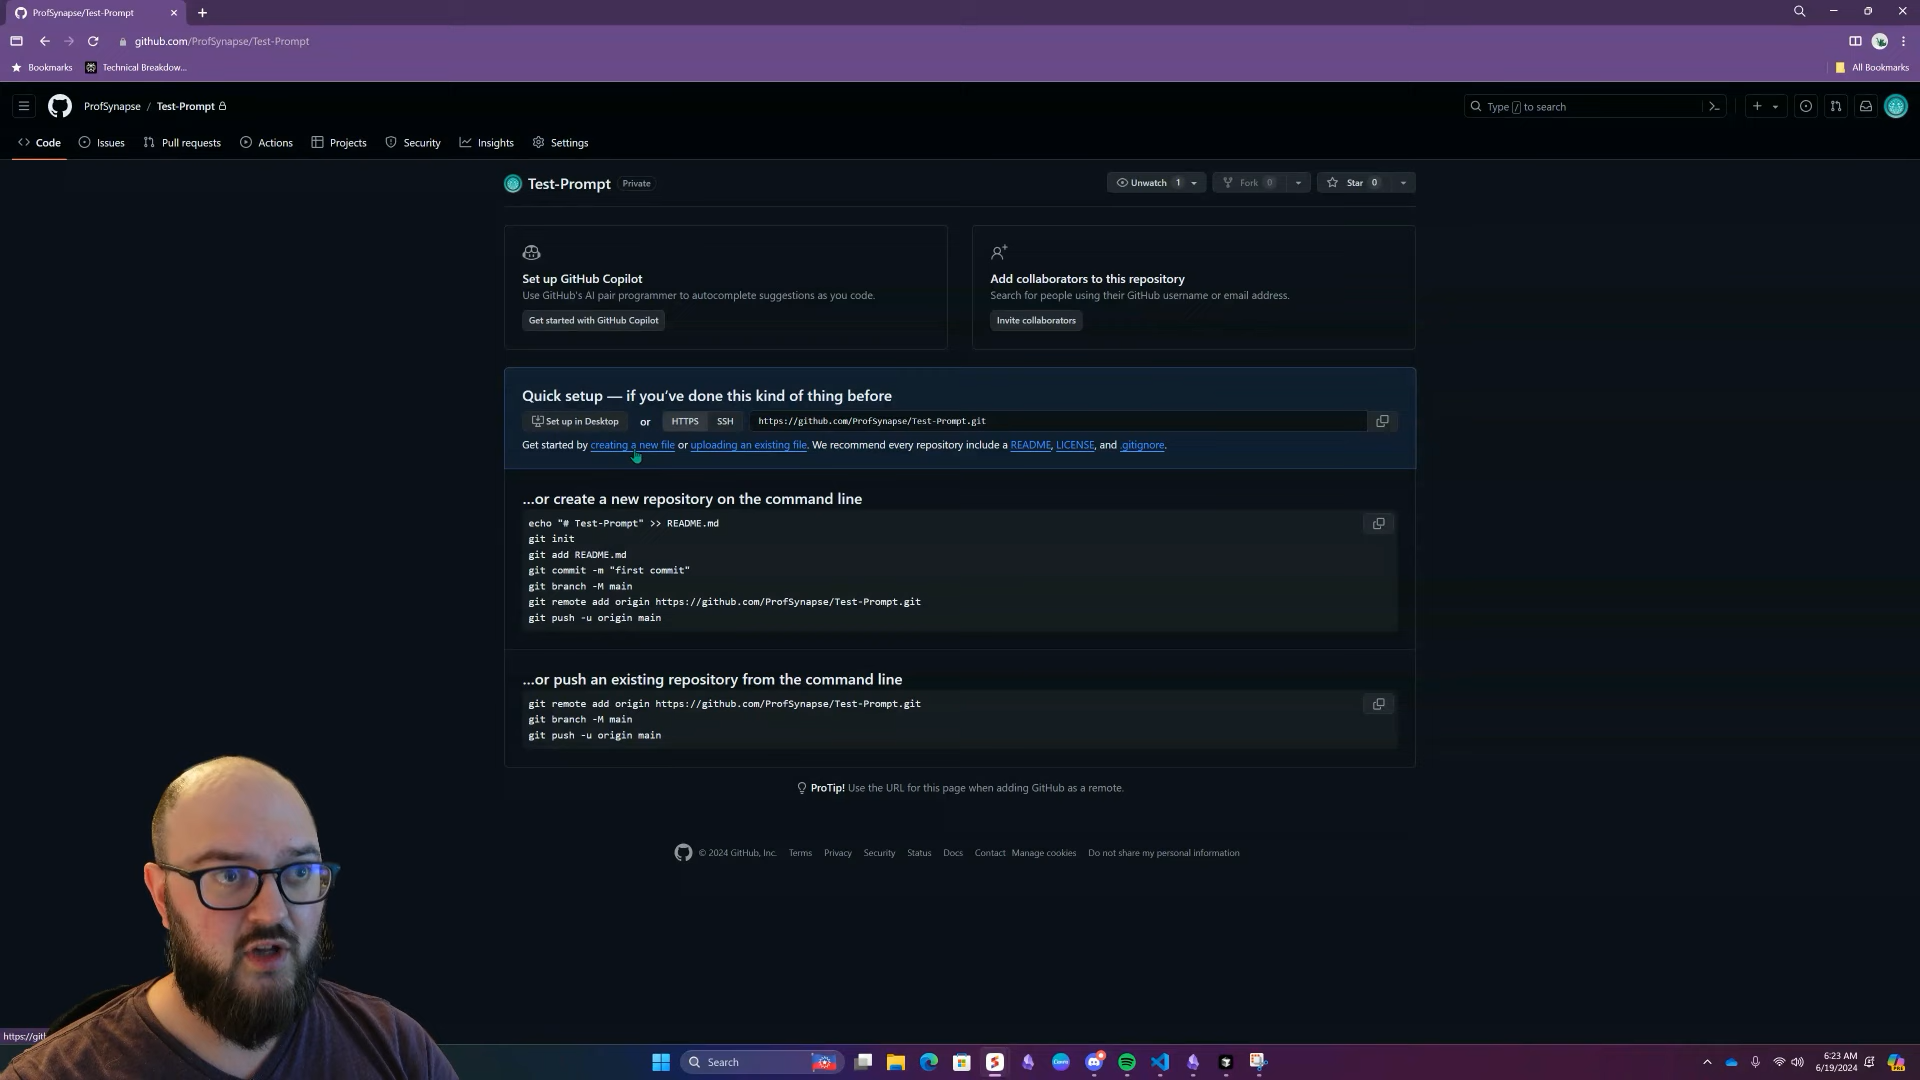 ProfSynapse/Test-Prompt
github.com/ProfSynapse/Test-Prompt
Bookmarks
Technical Breakdow...
All Bookmarks
ProfSynapse / Test-Prompt
Type / to search
Code
Issues
Pull requests
Actions
Projects
Security
Insights
Settings
Test-Prompt Private
Unwatch 1
Fork 0
Star 0
Set up GitHub Copilot
Use GitHub's AI pair programmer to autocomplete suggestions as you code.
Get started with GitHub Copilot
Add collaborators to this repository
Search for people using their GitHub username or email address.
Invite collaborators
Quick setup — if you've done this kind of thing before
Set up in Desktop or HTTPS SSH https://github.com/ProfSynapse/Test-Prompt.git
Get started by creating a new file or uploading an existing file. We recommend every repository include a README, LICENSE, and .gitignore.
...or create a new repository on the command line
echo "# Test-Prompt" >> README.md
git init
git add README.md
git commit -m "first commit"
git branch -M main
git remote add origin https://github.com/ProfSynapse/Test-Prompt.git
git push -u origin main
...or push an existing repository from the command line
git remote add origin https://github.com/ProfSynapse/Test-Prompt.git
git branch -M main
git push -u origin main
ProTip! Use the URL for this page when adding GitHub as a remote.
© 2024 GitHub, Inc. Terms Privacy Security Status Docs Contact Manage cookies Do not share my personal information
https://git
Search
6:23 AM
6/19/2024